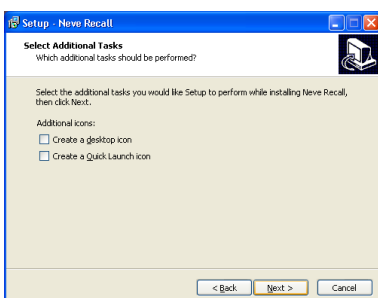 Setup - Neve Recall
Select Additional Tasks
Which additional tasks should be performed?
Select the additional tasks you would like Setup to perform while installing Neve Recall,
then click Next.
Additional icons:
Create a desktop icon
Create a Quick Launch icon
< Back
Next >
Cancel